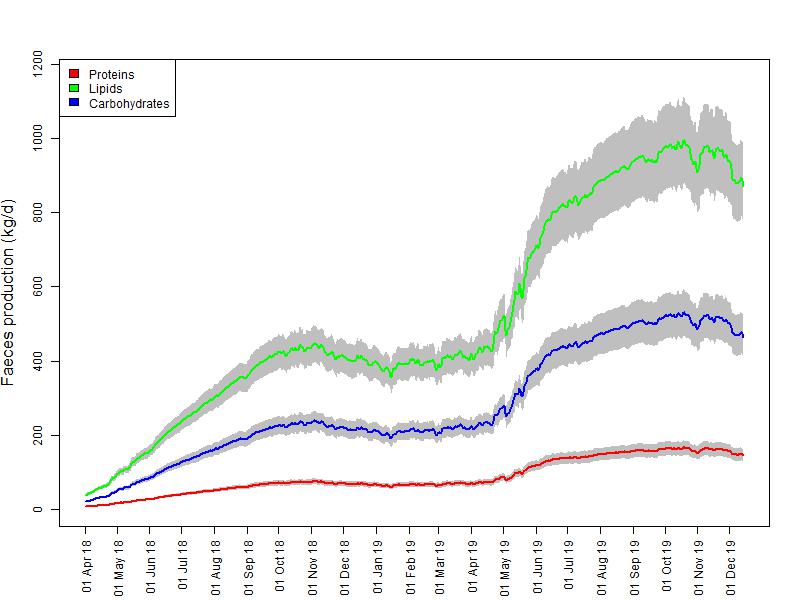 Faeces production (kg/d)
1200
1000
800
600
400
200
0
Proteins
Lipids
Carbohydrates
01 Apr 18
01 May 18
01 Jun 18
01 Jul 18
01 Aug 18
01 Sep 18
01 Oct 18
01 Nov 18
01 Dec 18
01 Jan 19
01 Feb 19
01 Mar 19
01 Apr 19
01 May 19
01 Jun 19
01 Jul 19
01 Aug 19
01 Sep 19
01 Oct 19
01 Nov 19
01 Dec 19